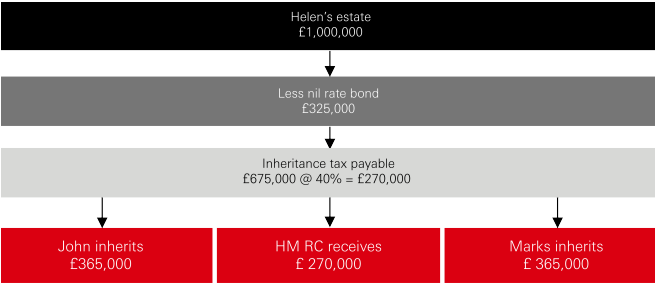 Helen's estate
£1,000,000
Less nil rate bond
£325,000
Inheritance tax payable
£675,000 @ 40% = £270,000
John inherits
£365,000
HM RC receives
£ 270,000
Marks inherits
£ 365,000